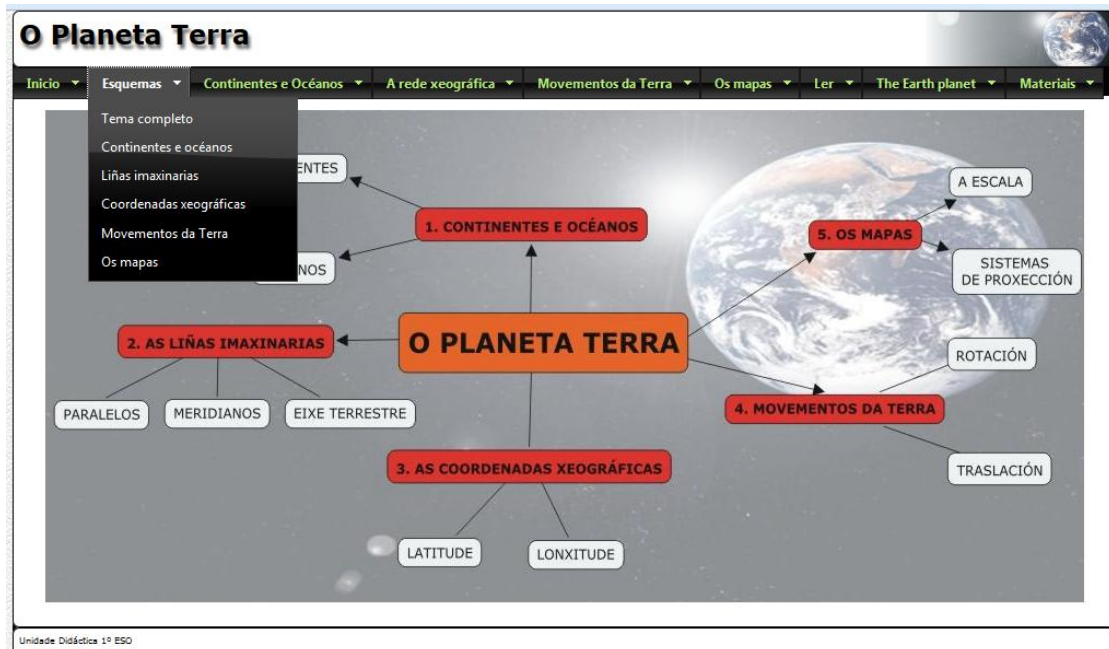 O Planeta Terra
Inicio Esquemas Continentes e Océanos A rede xeográfica Movementos da Terra Os mapas Ler The Earth planet Materiais
Tema completo
Continentes e océanos
Liñas imaxinarias
Coordenadas xeográficas
Movementos da Terra
Os mapas
ENTES
NOS
1. CONTINENTES E OCÉANOS
A ESCALA
5. OS MAPAS
SISTEMAS
DE PROXECCIÓN
2. AS LIÑAS IMAXINARIAS
O PLANETA TERRA
ROTACIÓN
PARALELOS
MERIDIANOS
EIXE TERRESTRE
4. MOVEMENTOS DA TERRA
3. AS COORDENADAS XEOGRÁFICAS
TRASLACIÓN
LATITUDE
LONXITUDE
Unidade Didáctica 1º ESO